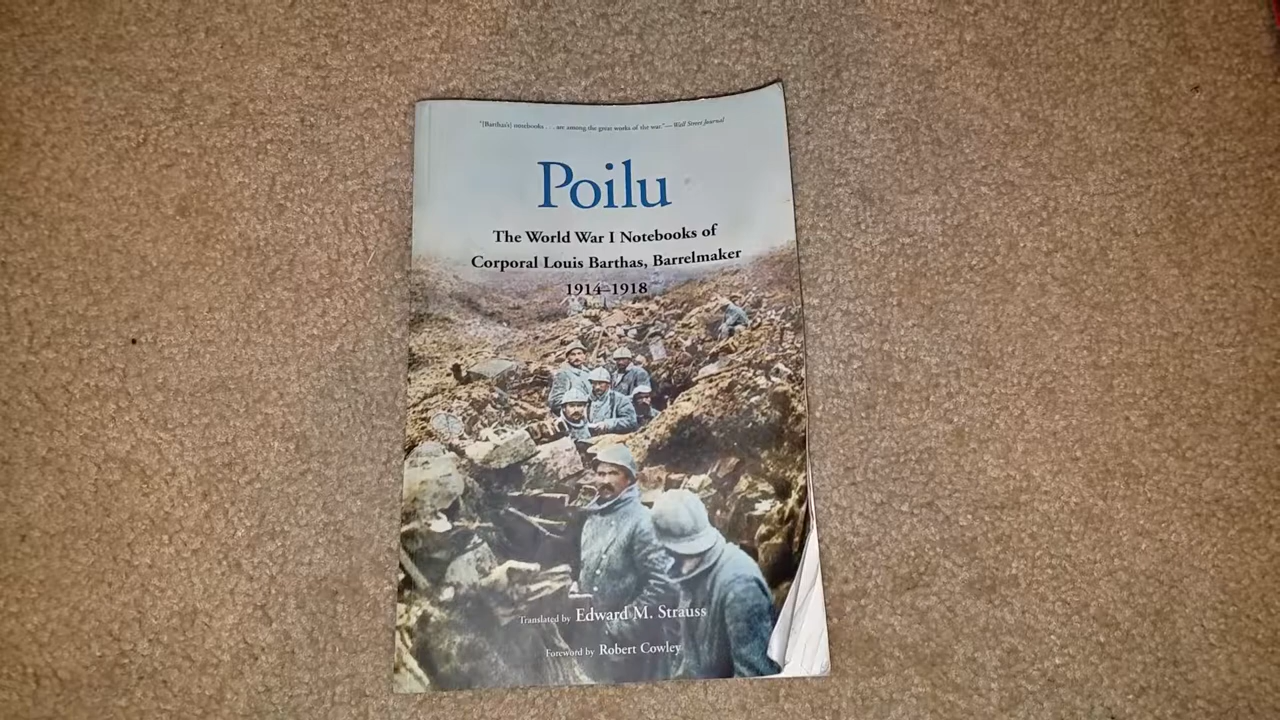 "[Barthas's] notebooks . . . are among the great works of the war."—Wall Street Journal
Poilu
The World War I Notebooks of
Corporal Louis Barthas, Barrelmaker
1914–1918
Translated by Edward M. Strauss
Foreword by Robert Cowley